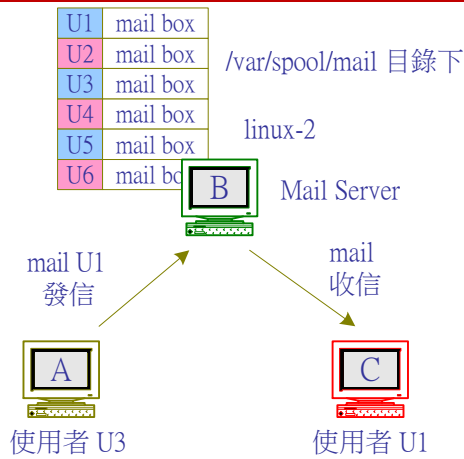 U1 mail box
U2 mail box
U3 mail box
U4 mail box
U5 mail box
U6 mail bo
/var/spool/mail 目錄下
linux-2
B
Mail Server
mail U1
發信
mail
收信
A
C
使用者 U3
使用者 U1